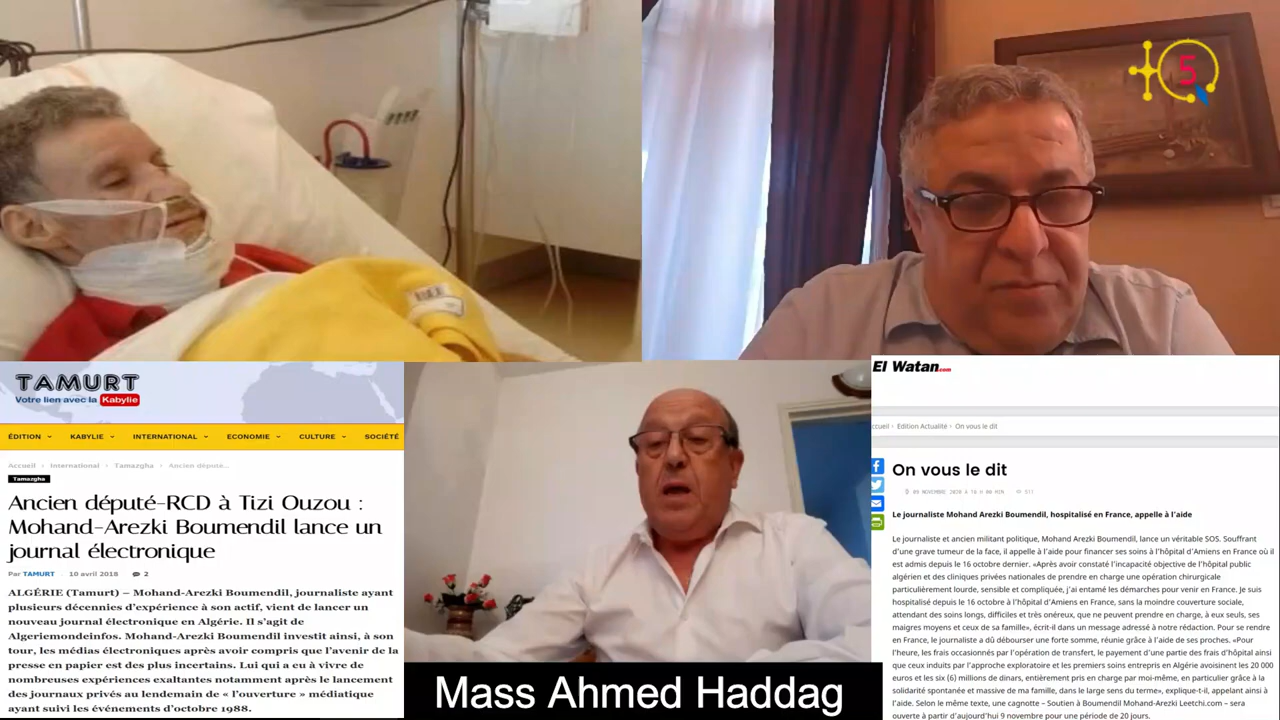 5
TAMURT
Votre lien avec la Kabylie
ÉDITION KABYLIE INTERNATIONAL ECONOMIE CULTURE SOCIÉTÉ
Accueil › International › Tamazgha › Ancien député...
Tamazgha
Ancien député-RCD à Tizi Ouzou :
Mohand-Arezki Boumendil lance un
journal électronique
Par TAMURT 10 avril 2018 2
ALGÉRIE (Tamurt) – Mohand-Arezki Boumendil, journaliste ayant
plusieurs décennies d'expérience à son actif, vient de lancer un
nouveau journal électronique en Algérie. Il s'agit de
Algeriemondeinfos. Mohand-Arezki Boumendil investit ainsi, à son
tour, les médias électroniques après avoir compris que l'avenir de la
presse en papier est des plus incertains. Lui qui a eu à vivre de
nombreuses expériences exaltantes notamment après le lancement
des journaux privés au lendemain de « l'ouverture » médiatique
ayant suivi les événements d'octobre 1988.
Mass Ahmed Haddag
El Watan.com
ccueil › Edition Actualité › On vous le dit
On vous le dit
09 NOVEMBRE 2020 A 10 H 00 MIN 511
Le journaliste Mohand Arezki Boumendil, hospitalisé en France, appelle à l'aide
Le journaliste et ancien militant politique, Mohand Arezki Boumendil, lance un véritable SOS. Souffrant
d'une grave tumeur de la face, il appelle à l'aide pour financer ses soins à l'hôpital d'Amiens en France où il
est admis depuis le 16 octobre dernier. «Après avoir constaté l'incapacité objective de l'hôpital public
algérien et des cliniques privées nationales de prendre en charge une opération chirurgicale
particulièrement lourde, sensible et compliquée, j'ai entamé les démarches pour venir en France. Je suis
hospitalisé depuis le 16 octobre à l'hôpital d'Amiens en France, sans la moindre couverture sociale,
attendant des soins longs, difficiles et très onéreux, que ne peuvent prendre en charge, à eux seuls, ses
maigres moyens et ceux de sa famille», écrit-il dans un message adressé à notre rédaction. Pour se rendre
en France, le journaliste a dû débourser une forte somme, réunie grâce à l'aide de ses proches. «Pour
l'heure, les frais occasionnés par l'opération de transfert, le payement d'une partie des frais d'hôpital ainsi
que ceux induits par l'approche exploratoire et les premiers soins entrepris en Algérie avoisinent les 20 000
euros et les six (6) millions de dinars, entièrement pris en charge par moi-même, en particulier grâce à la
solidarité spontanée et massive de ma famille, dans le large sens du terme», explique-t-il, appelant ainsi à
l'aide. Selon le même texte, une cagnotte – Soutien à Boumendil Mohand-Arezki Leetchi.com – sera
ouverte à partir d'aujourd'hui 9 novembre pour une période de 20 jours.